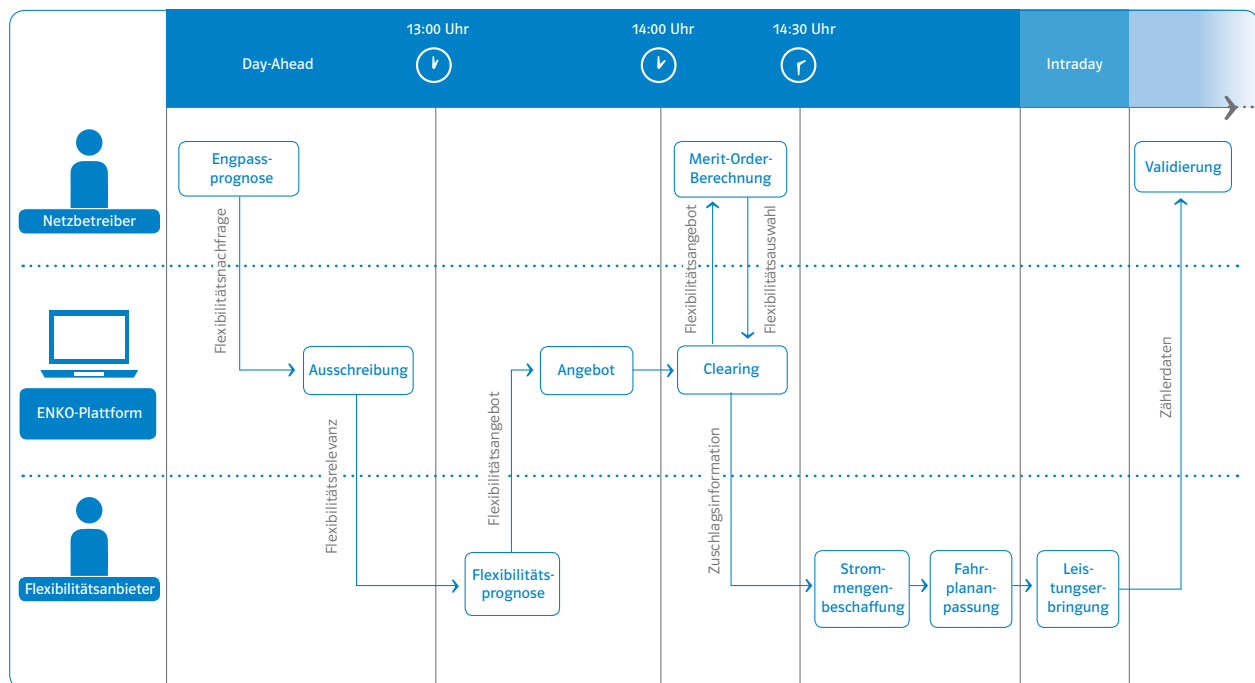 13:00 Uhr
14:00 Uhr
14:30 Uhr
Day-Ahead
Intraday
Netzbetreiber
Engpass-
prognose
Merit-Order-
Berechnung
Validierung
Flexibilitätsnachfrage
Flexibilitätsangebot
Flexibilitätsauswahl
ENKO-Plattform
Ausschreibung
Angebot
Clearing
Flexibilitätsrelevanz
Flexibilitätsangebot
Zuschlagsinformation
Zählerdaten
Flexibilitätsanbieter
Flexibilitäts-
prognose
Strom-
mengen-
beschaffung
Fahr-
planan-
passung
Leis-
tungser-
bringung